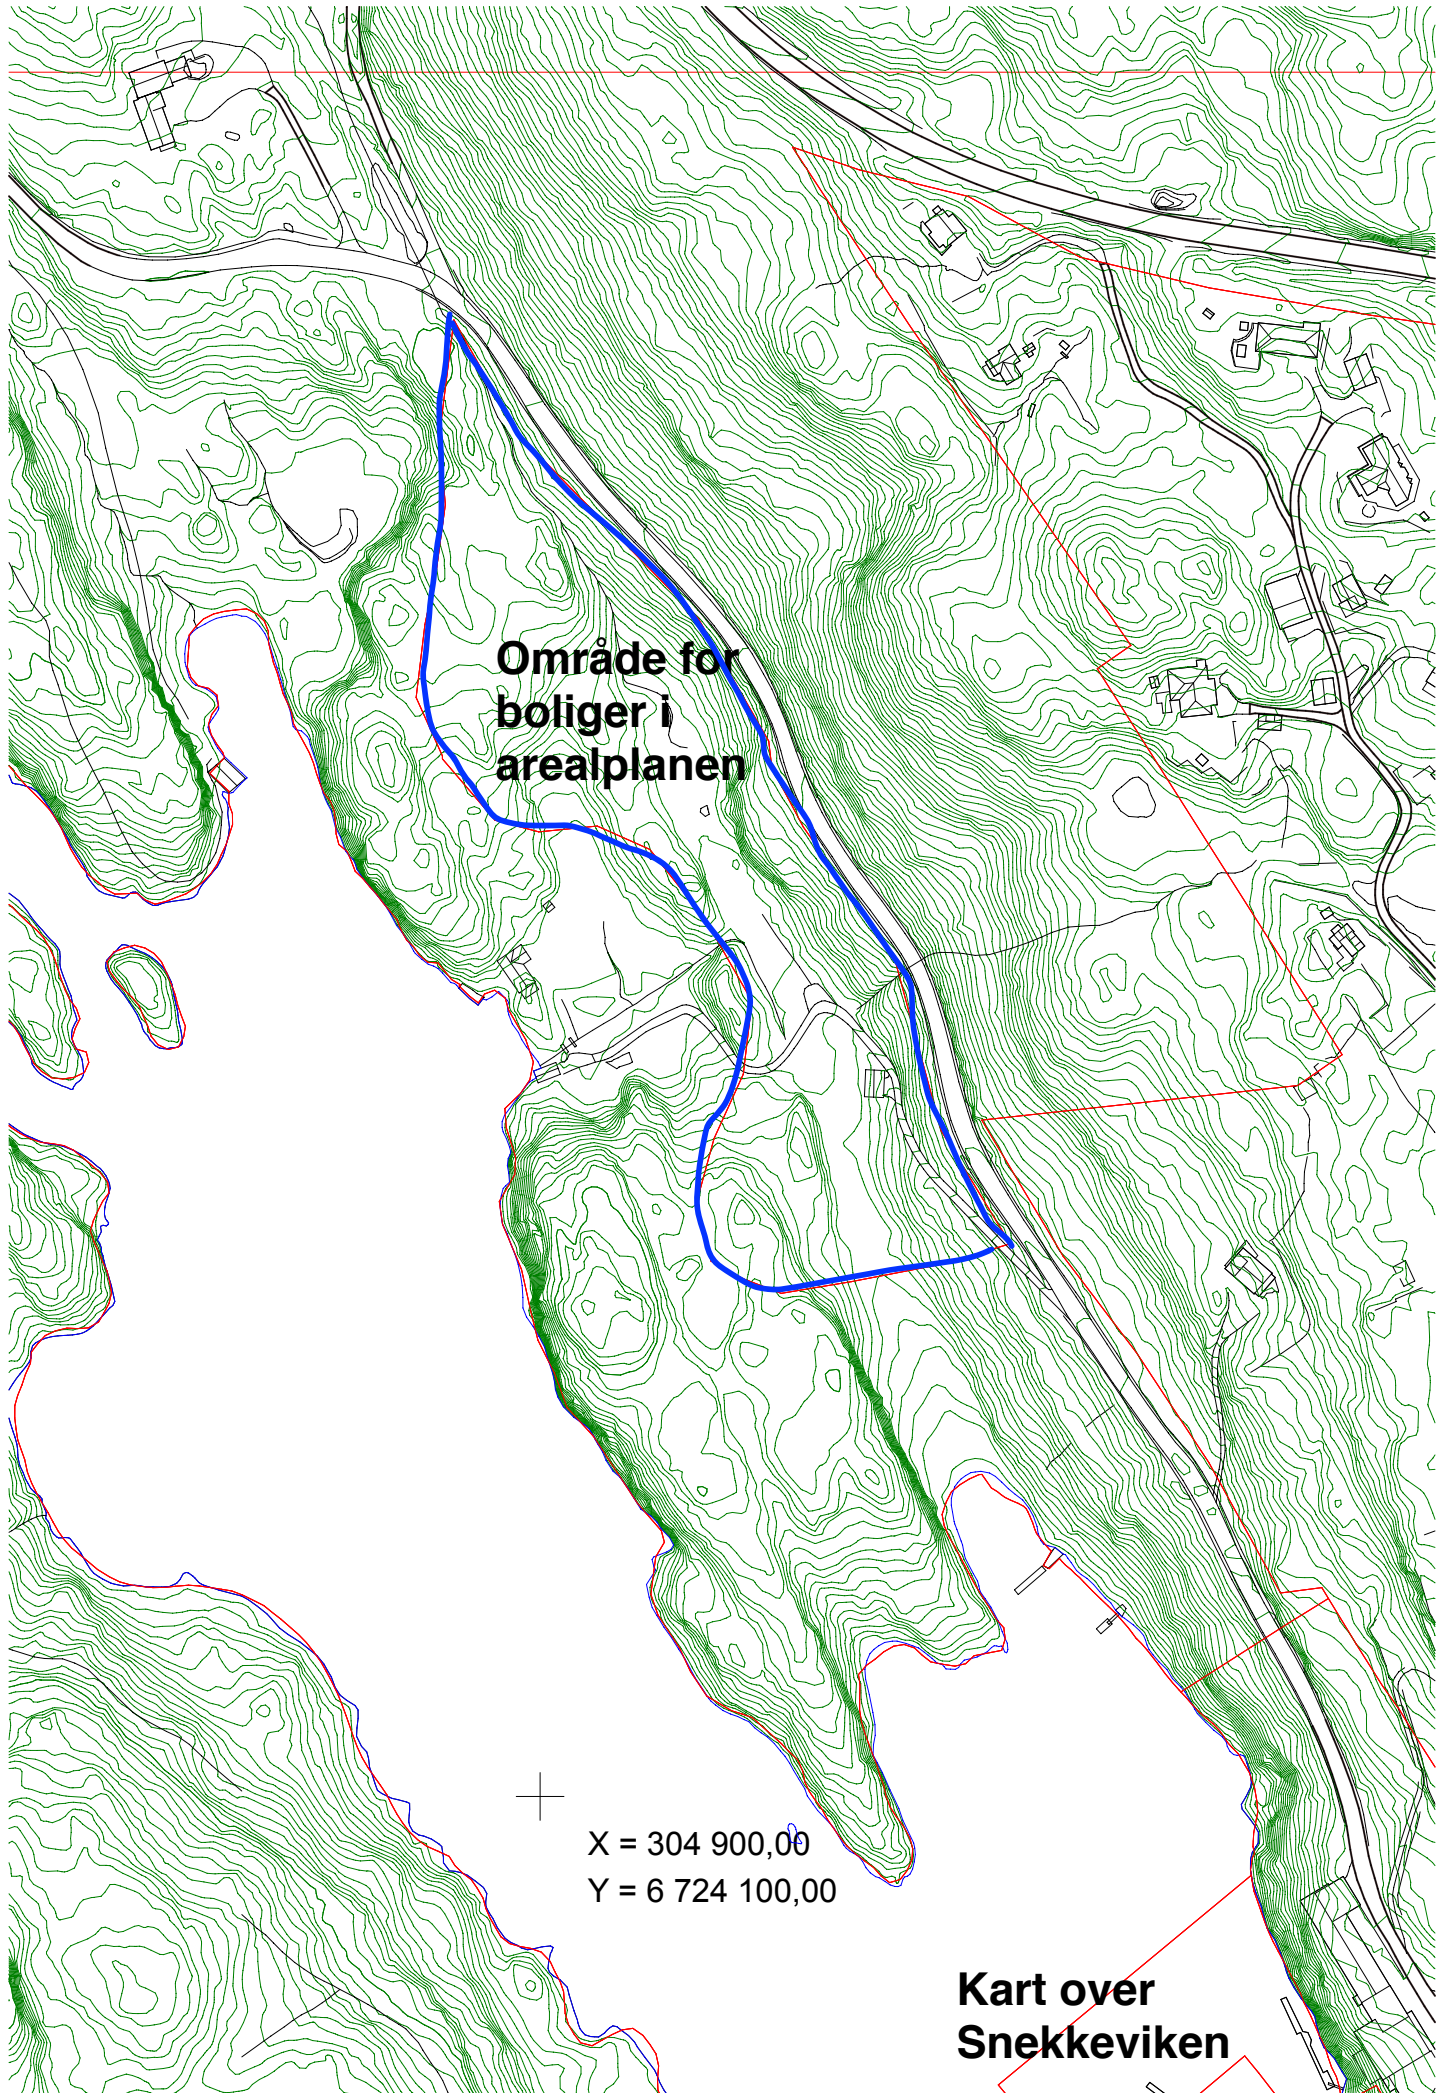 Område for
boliger i
arealplanen
X = 304 900,00
Y = 6 724 100,00
Kart over
Snekkeviken